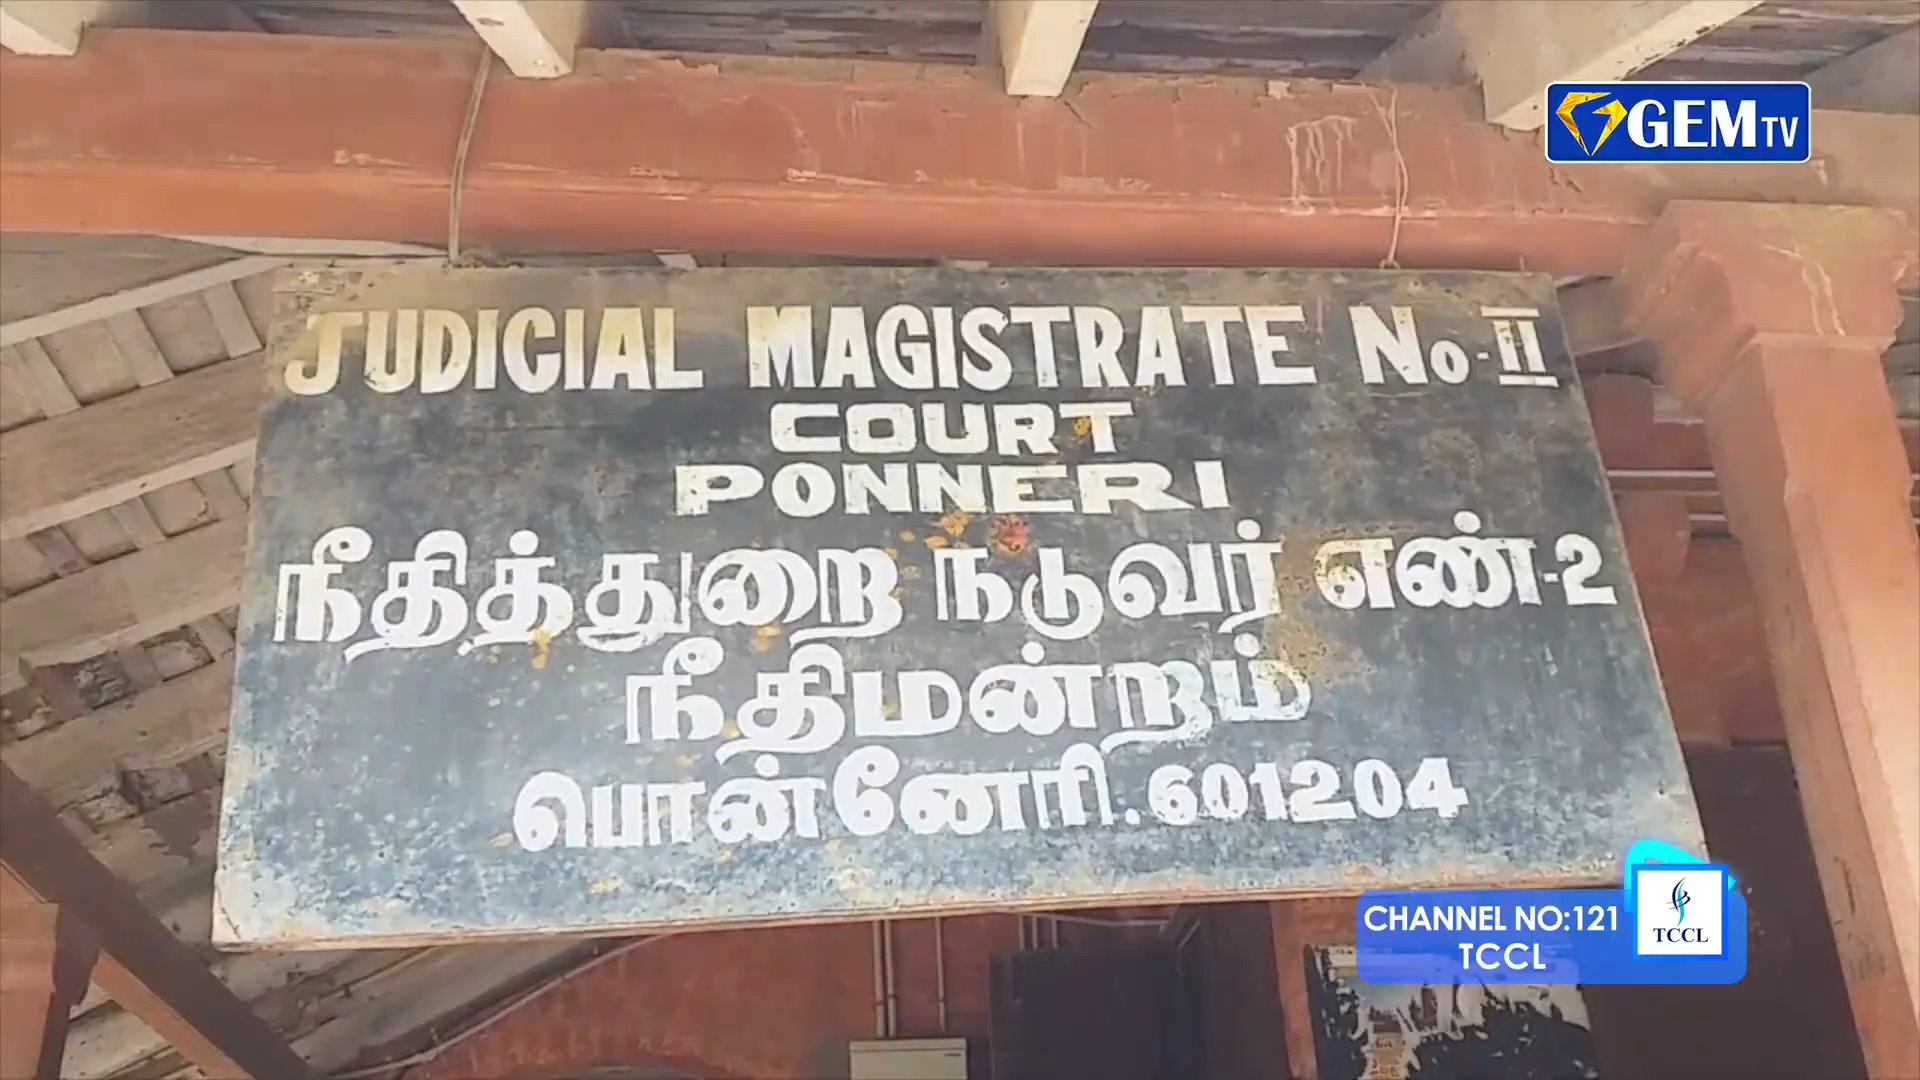 GEM TV
JUDICIAL MAGISTRATE No-II
COURT
PONNERI
நீதித்துறை நடுவர் எண்-2
நீதிமன்றம்
பொன்னேரி. 601204
CHANNEL NO:121
TCCL
TCCL